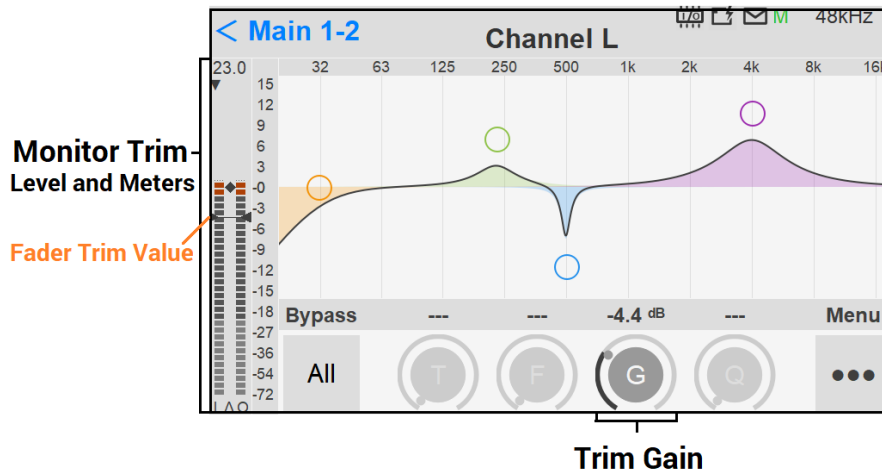 < Main 1-2
Channel L
I/O
M
48kHz
23.0
32 63 125 250 500 1k 2k 4k 8k 16k
15
12
9
6
3
-0
-3
-6
-9
-12
-15
-18
-27
-36
-54
-72
Monitor Trim
Level and Meters
Fader Trim Value
Bypass --- --- -4.4 dB --- Menu
All T F G Q •••
Trim Gain